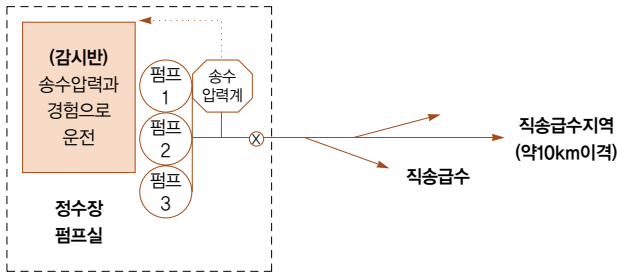 (감시반)
송수압력과
경험으로
운전
펌프
1
펌프
2
펌프
3
송수
압력계
X
정수장
펌프실
직송급수
직송급수지역
(약10km이격)